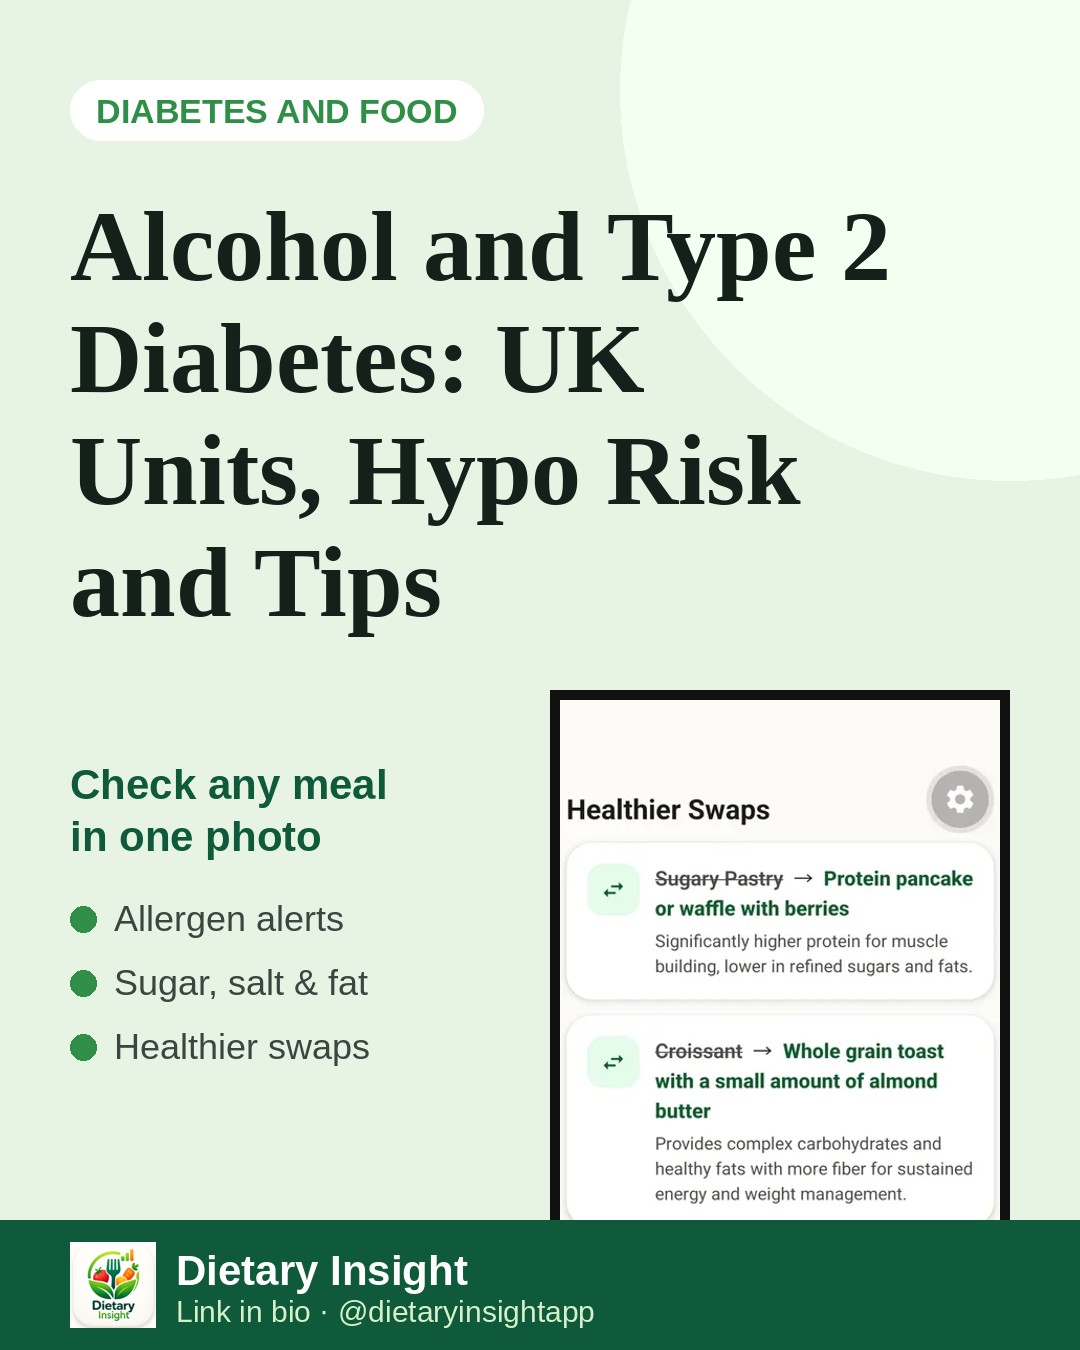 DIABETES AND FOOD
Alcohol and Type 2
Diabetes: UK
Units, Hypo Risk
and Tips
Check any meal
in one photo
Allergen alerts
Sugar, salt & fat
Healthier swaps
Healthier Swaps
Sugary Pastry → Protein pancake
or waffle with berries
Significantly higher protein for muscle
building, lower in refined sugars and fats.
Croissant → Whole grain toast
with a small amount of almond
butter
Provides complex carbohydrates and
healthy fats with more fiber for sustained
energy and weight management.
Dietary
Insight
Dietary Insight
Link in bio · @dietaryinsightapp